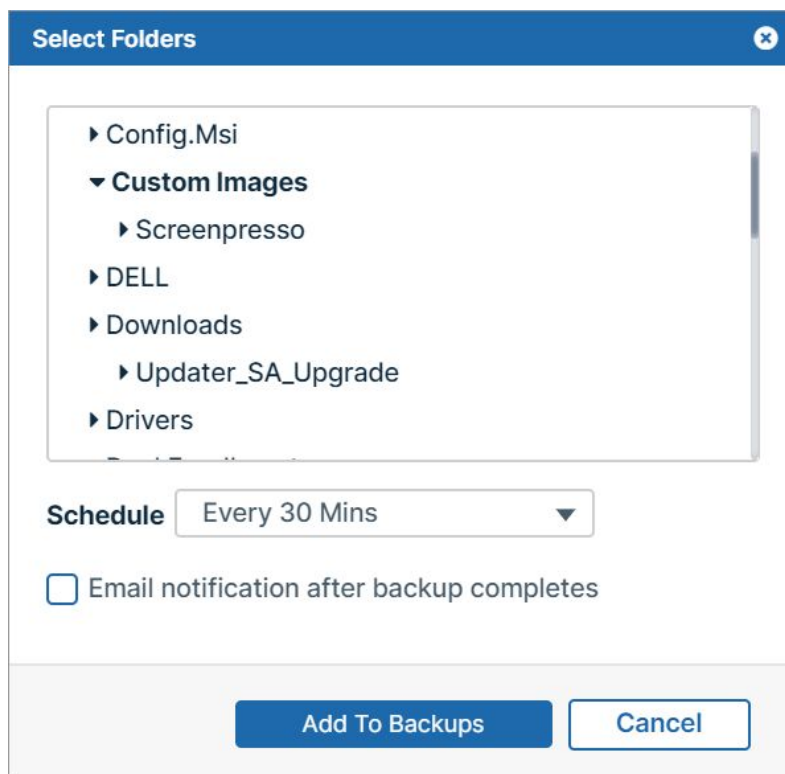 Select Folders
Config.Msi
Custom Images
Screenpresso
DELL
Downloads
Updater_SA_Upgrade
Drivers
Schedule Every 30 Mins
Email notification after backup completes
Add To Backups Cancel